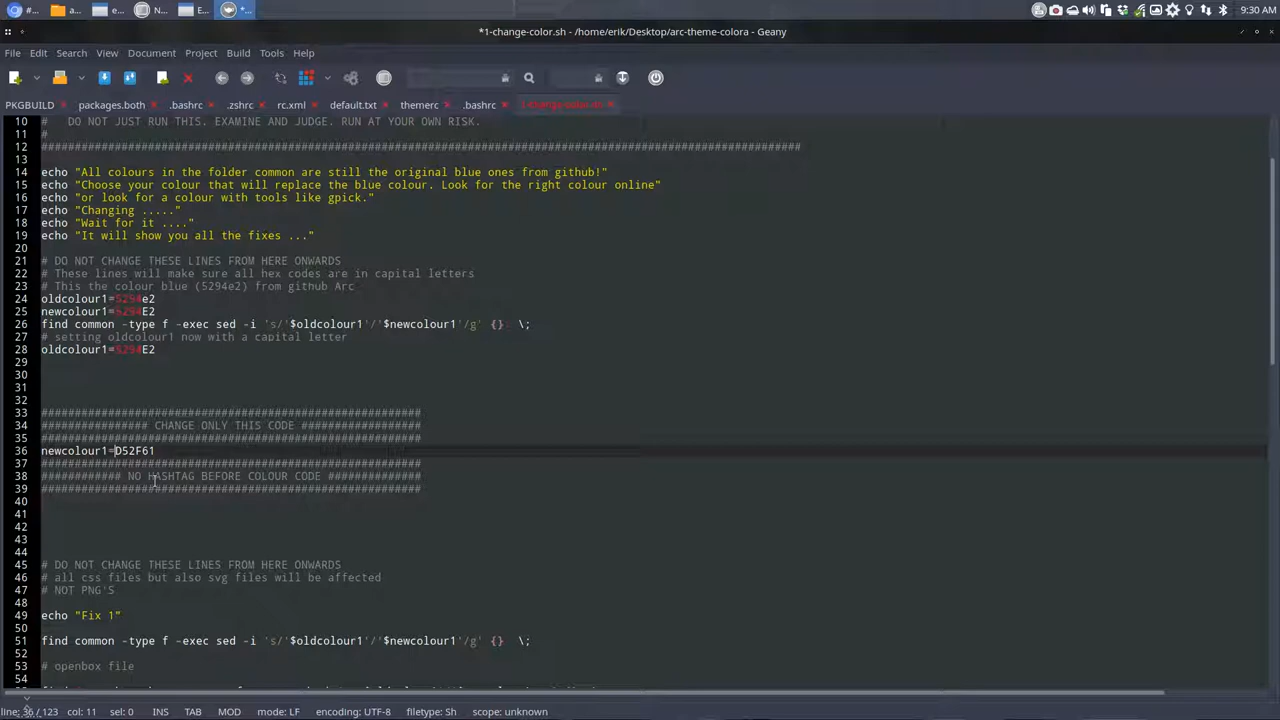 #...
a...
e...
N...
E...
*...
9:30 AM
*1-change-color.sh - /home/erik/Desktop/arc-theme-colora - Geany
File Edit Search View Document Project Build Tools Help
PKGBUILD packages.both .bashrc .zshrc rc.xml default.txt themerc .bashrc 1-change-color.sh
10 # DO NOT JUST RUN THIS. EXAMINE AND JUDGE. RUN AT YOUR OWN RISK.
11 #
12 ##################################################################################################################
13
14 echo "All colours in the folder common are still the original blue ones from github!"
15 echo "Choose your colour that will replace the blue colour. Look for the right colour online"
16 echo "or look for a colour with tools like gpick."
17 echo "Changing ....."
18 echo "Wait for it ...."
19 echo "It will show you all the fixes ..."
20
21 # DO NOT CHANGE THESE LINES FROM HERE ONWARDS
22 # These lines will make sure all hex codes are in capital letters
23 # This the colour blue (5294e2) from github Arc
24 oldcolour1=5294e2
25 newcolour1=5294E2
26 find common -type f -exec sed -i 's/'$oldcolour1'/'$newcolour1'/g' {} \;
27 # setting oldcolour1 now with a capital letter
28 oldcolour1=5294E2
29
30
31
32
33 #########################################################
34 ################ CHANGE ONLY THIS CODE ##################
35 #########################################################
36 newcolour1=D52F61
37 #########################################################
38 ############ NO HASHTAG BEFORE COLOUR CODE ##############
39 #########################################################
40
41
42
43
44
45 # DO NOT CHANGE THESE LINES FROM HERE ONWARDS
46 # all css files but also svg files will be affected
47 # NOT PNG'S
48
49 echo "Fix 1"
50
51 find common -type f -exec sed -i 's/'$oldcolour1'/'$newcolour1'/g' {} \;
52
53 # openbox file
54
line: 36 / 123 col: 11 sel: 0 INS TAB MOD mode: LF encoding: UTF-8 filetype: Sh scope: unknown